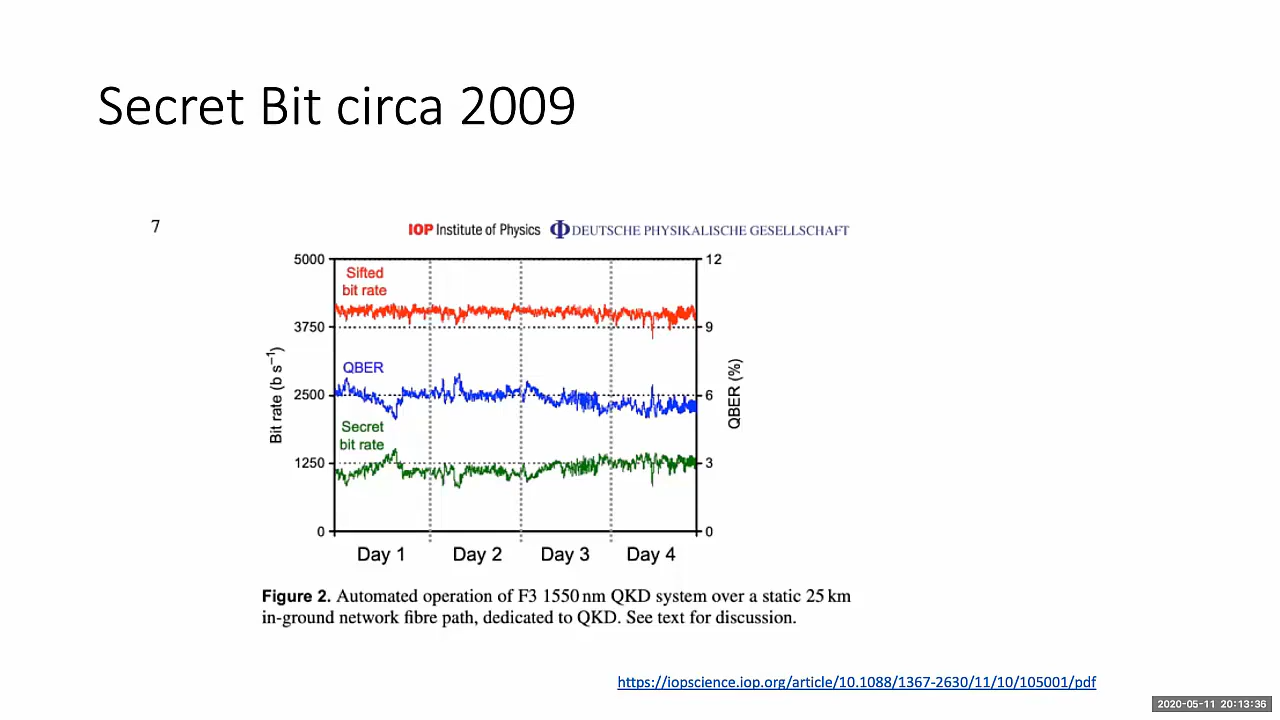 Secret Bit circa 2009
7
IOP Institute of Physics Φ DEUTSCHE PHYSIKALISCHE GESELLSCHAFT
5000
3750
2500
1250
0
Bit rate (b s⁻¹)
Sifted
bit rate
QBER
Secret
bit rate
12
9
6
3
0
QBER (%)
Day 1 Day 2 Day 3 Day 4
Figure 2. Automated operation of F3 1550 nm QKD system over a static 25 km
in-ground network fibre path, dedicated to QKD. See text for discussion.
https://iopscience.iop.org/article/10.1088/1367-2630/11/10/105001/pdf
2020-05-11 20:13:36